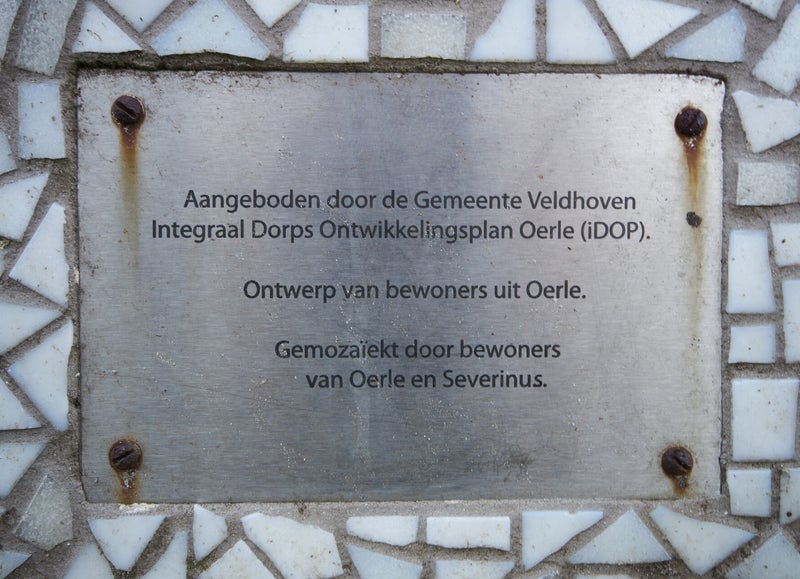 Aangeboden door de Gemeente Veldhoven
Integraal Dorps Ontwikkelingsplan Oerle (iDOP).
Ontwerp van bewoners uit Oerle.
Gemozaïekt door bewoners
van Oerle en Severinus.